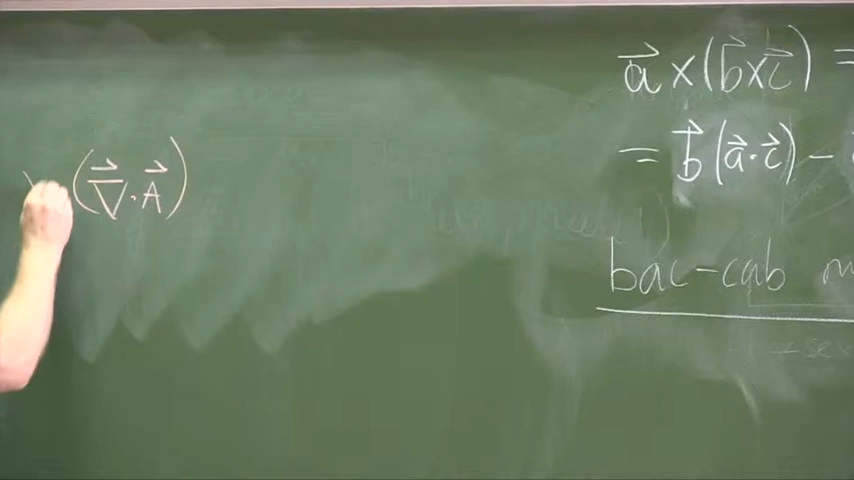 (∇⃗·A⃗)
a⃗×(b⃗×c⃗) =
= b⃗(a⃗·c⃗) −
bac-cab